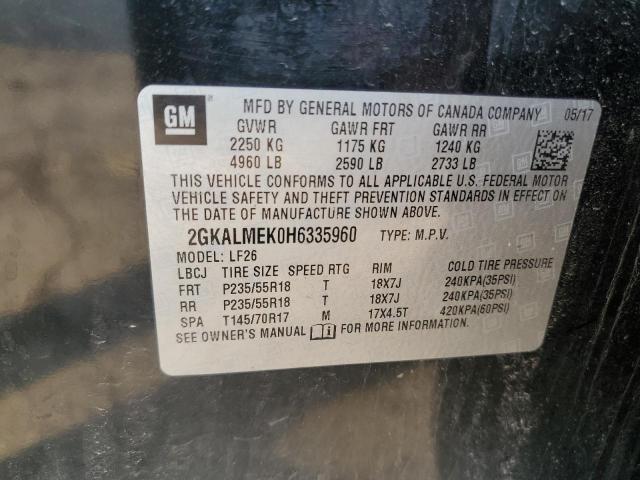 GM MFD BY GENERAL MOTORS OF CANADA COMPANY 05/17
GVWR GAWR FRT GAWR RR
2250 KG 1175 KG 1240 KG
4960 LB 2590 LB 2733 LB
THIS VEHICLE CONFORMS TO ALL APPLICABLE U.S. FEDERAL MOTOR
VEHICLE SAFETY AND THEFT PREVENTION STANDARDS IN EFFECT ON
THE DATE OF MANUFACTURE SHOWN ABOVE.
2GKALMEK0H6335960 TYPE: M.P.V.
MODEL: LF26
LBCJ TIRE SIZE SPEED RTG RIM COLD TIRE PRESSURE
FRT P235/55R18 T 18X7J 240KPA(35PSI)
RR P235/55R18 T 18X7J 240KPA(35PSI)
SPA T145/70R17 M 17X4.5T 420KPA(60PSI)
SEE OWNER'S MANUAL FOR MORE INFORMATION.